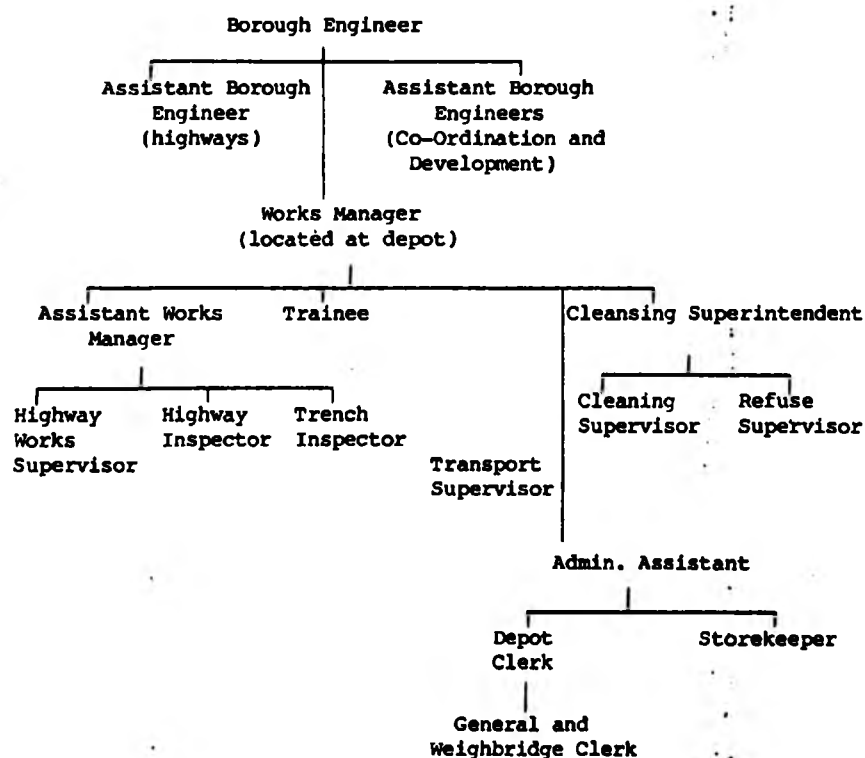 Borough Engineer
Assistant Borough
Engineer
(highways)
Assistant Borough
Engineers
(Co-Ordination and
Development)
Works Manager
(located at depot)
Assistant Works
Manager
Trainee
Cleansing Superintendent
Highway
Works
Supervisor
Highway
Inspector
Trench
Inspector
Cleaning
Supervisor
Refuse
Supervisor
Transport
Supervisor
Admin. Assistant
Depot
Clerk
Storekeeper
General and
Weighbridge Clerk